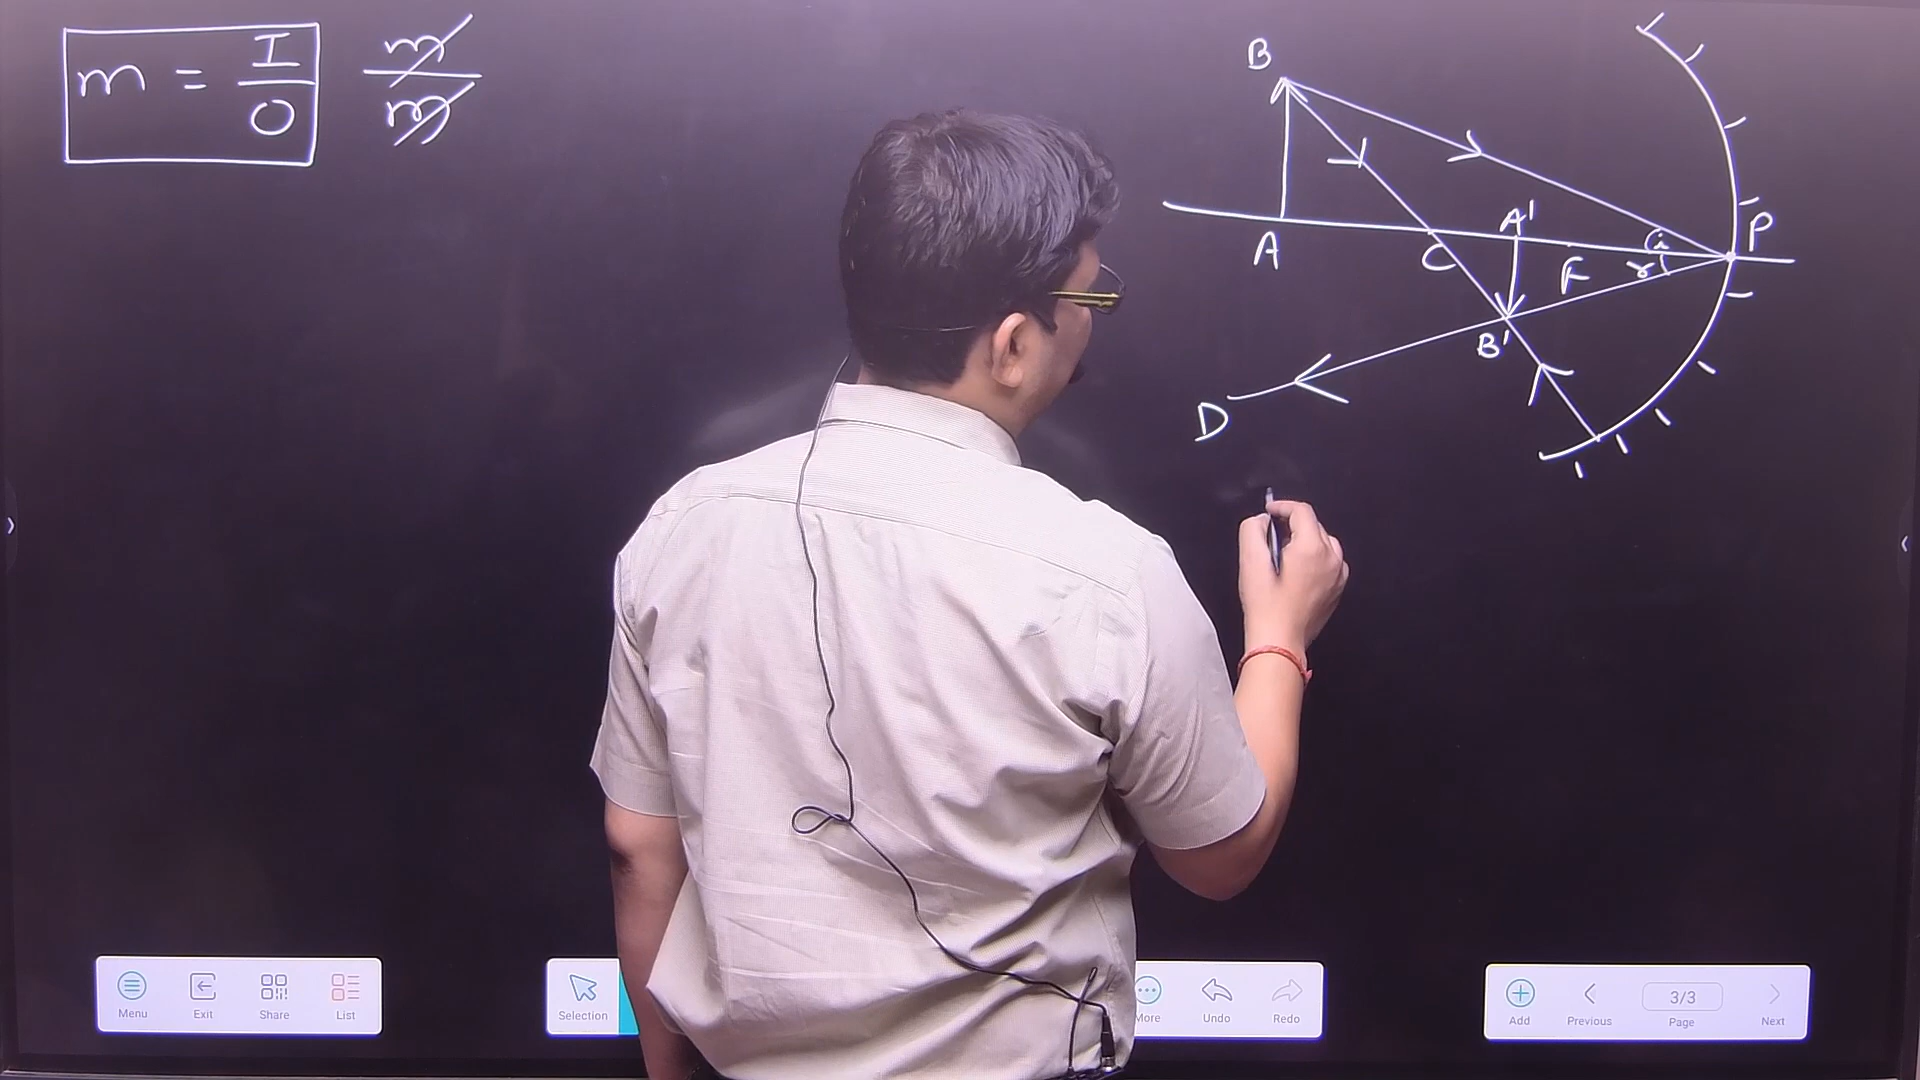 m = I/O
m/m
B
A
C
A'
F
i
r
P
B'
D
Menu
Exit
Share
List
Selection
More
Undo
Redo
Add
Previous
3/3
Page
Next